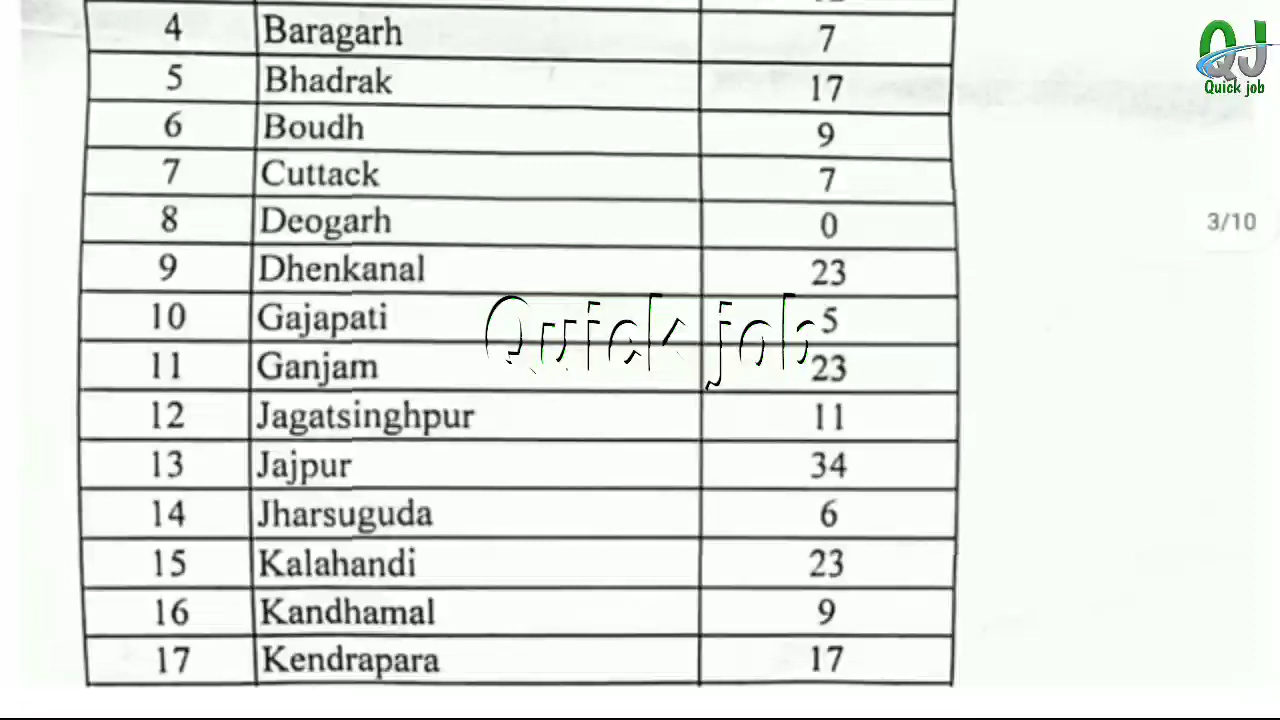 4 Baragarh 7
5 Bhadrak 17
6 Boudh 9
7 Cuttack 7
8 Deogarh 0
9 Dhenkanal 23
10 Gajapati 5
11 Ganjam 23
12 Jagatsinghpur 11
13 Jajpur 34
14 Jharsuguda 6
15 Kalahandi 23
16 Kandhamal 9
17 Kendrapara 17
Quick job
QJ
Quick job
3/10